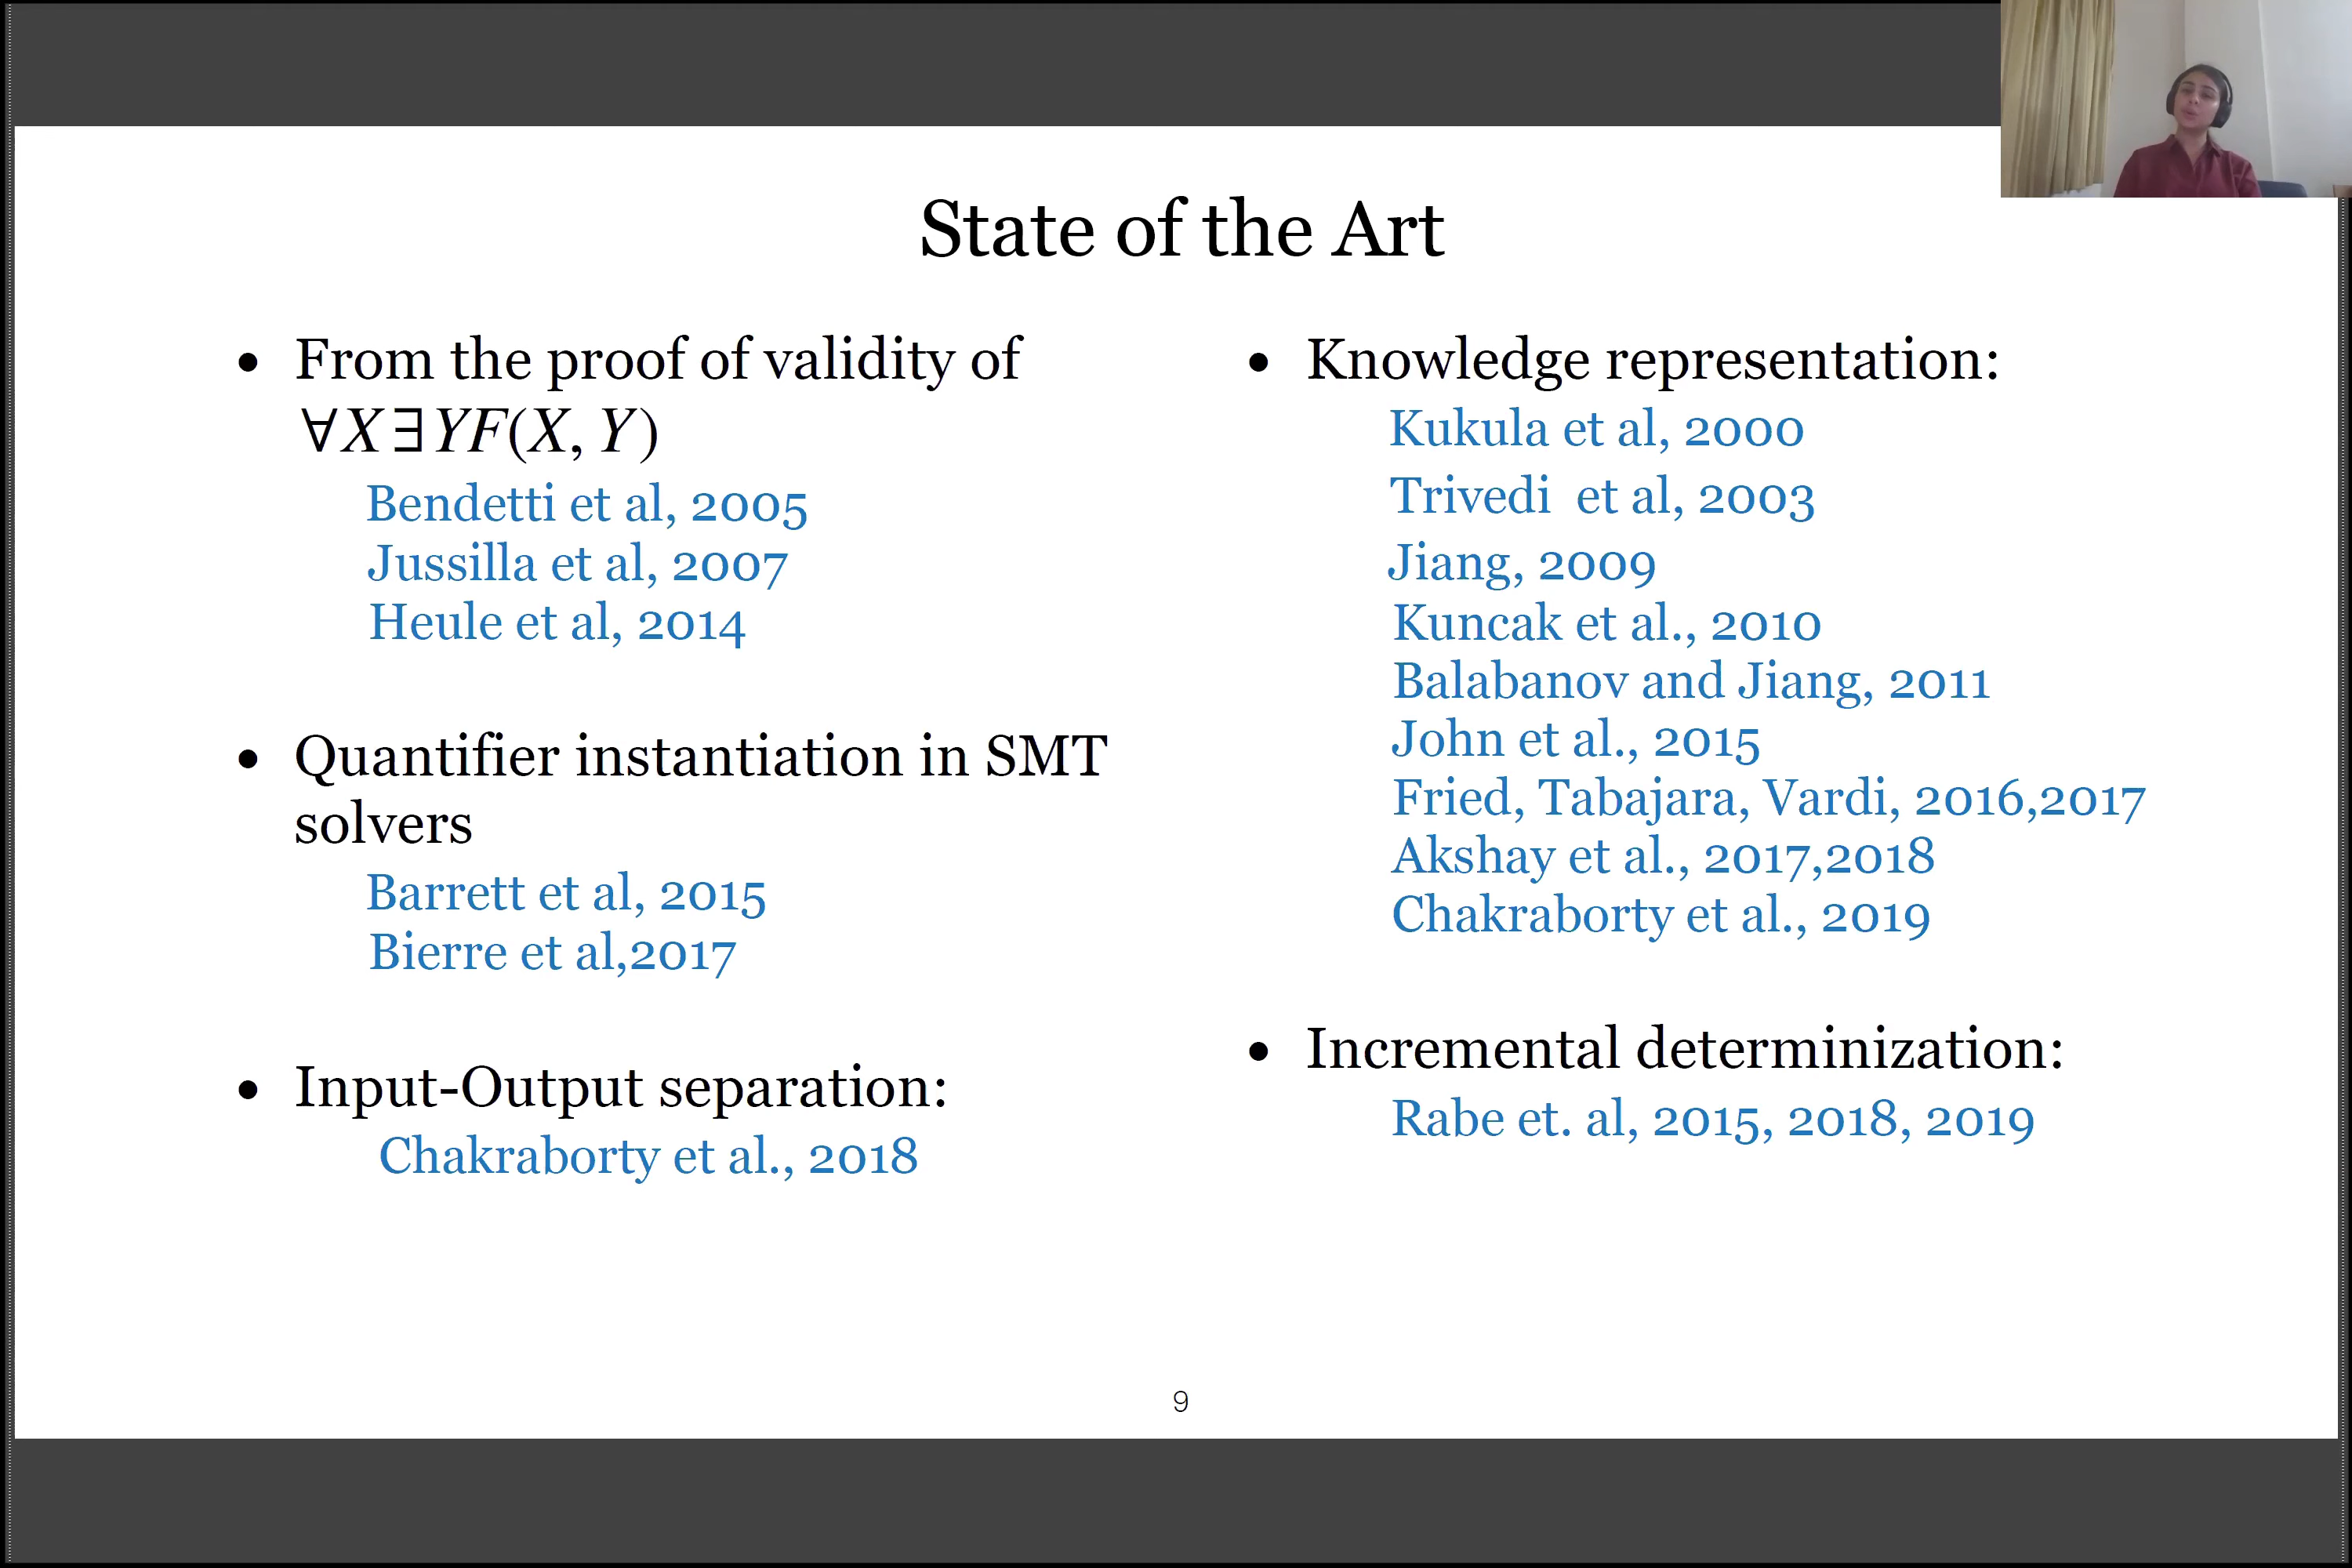 State of the Art
• From the proof of validity of
∀X∃YF(X, Y)
Bendetti et al, 2005
Jussilla et al, 2007
Heule et al, 2014
• Quantifier instantiation in SMT
solvers
Barrett et al, 2015
Bierre et al,2017
• Input-Output separation:
Chakraborty et al., 2018
• Knowledge representation:
Kukula et al, 2000
Trivedi et al, 2003
Jiang, 2009
Kuncak et al., 2010
Balabanov and Jiang, 2011
John et al., 2015
Fried, Tabajara, Vardi, 2016,2017
Akshay et al., 2017,2018
Chakraborty et al., 2019
• Incremental determinization:
Rabe et. al, 2015, 2018, 2019
9